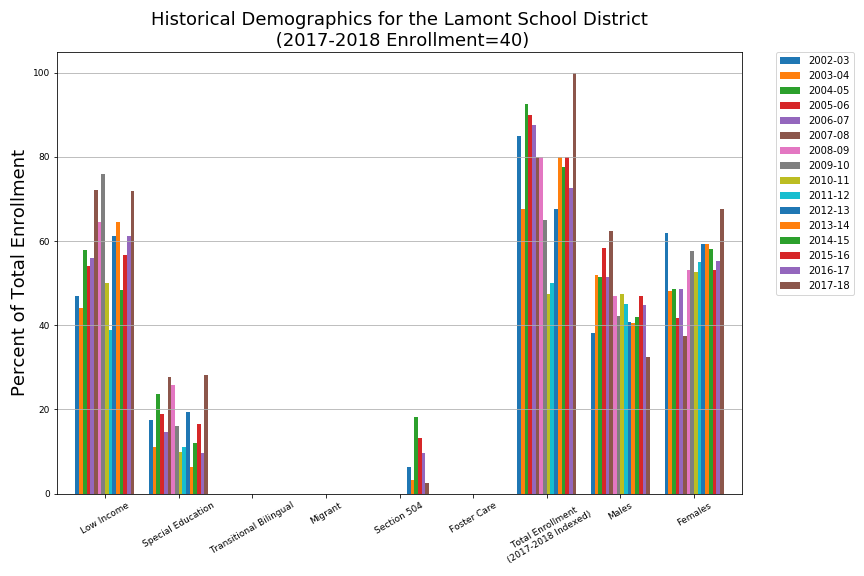 Historical Demographics for the Lamont School District
(2017-2018 Enrollment=40)
Percent of Total Enrollment
100
80
60
40
20
0
Low Income
Special Education
Transitional Bilingual
Migrant
Section 504
Foster Care
Total Enrollment
(2017-2018 Indexed)
Males
Females
2002-03
2003-04
2004-05
2005-06
2006-07
2007-08
2008-09
2009-10
2010-11
2011-12
2012-13
2013-14
2014-15
2015-16
2016-17
2017-18